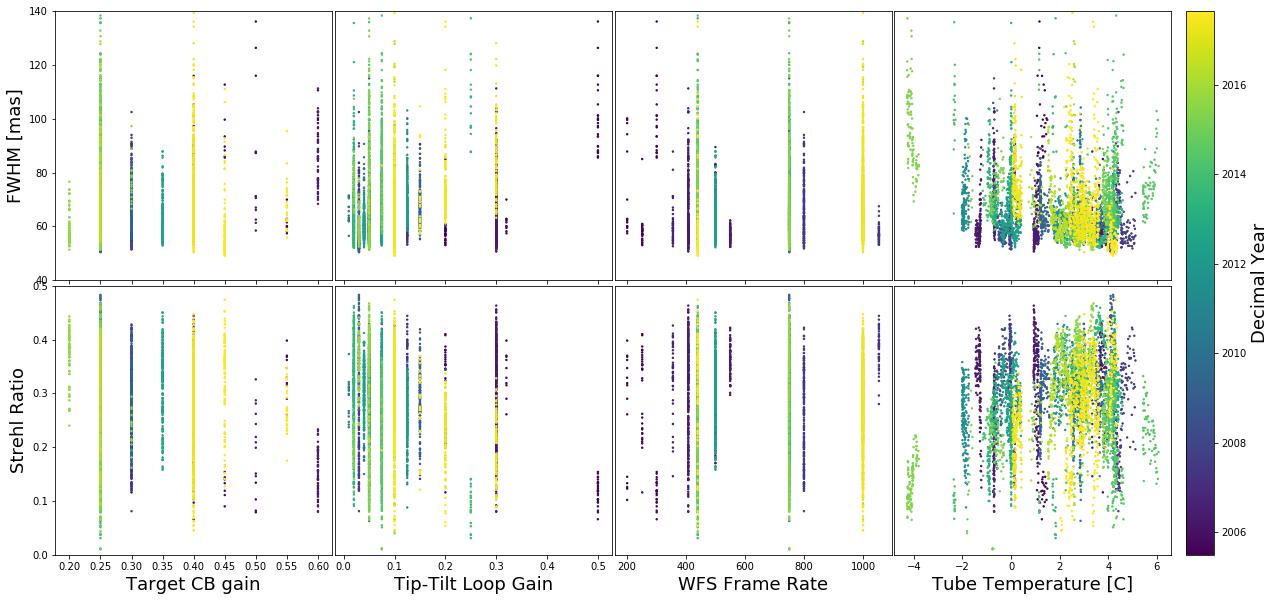 140
120
100
80
60
40
FWHM [mas]
0.5
0.4
0.3
0.2
0.1
0.0
Strehl Ratio
0.20 0.25 0.30 0.35 0.40 0.45 0.50 0.55 0.60
Target CB gain
0.0 0.1 0.2 0.3 0.4 0.5
Tip-Tilt Loop Gain
200 400 600 800 1000
WFS Frame Rate
−4 −2 0 2 4 6
Tube Temperature [C]
2016
2014
2012
2010
2008
2006
Decimal Year